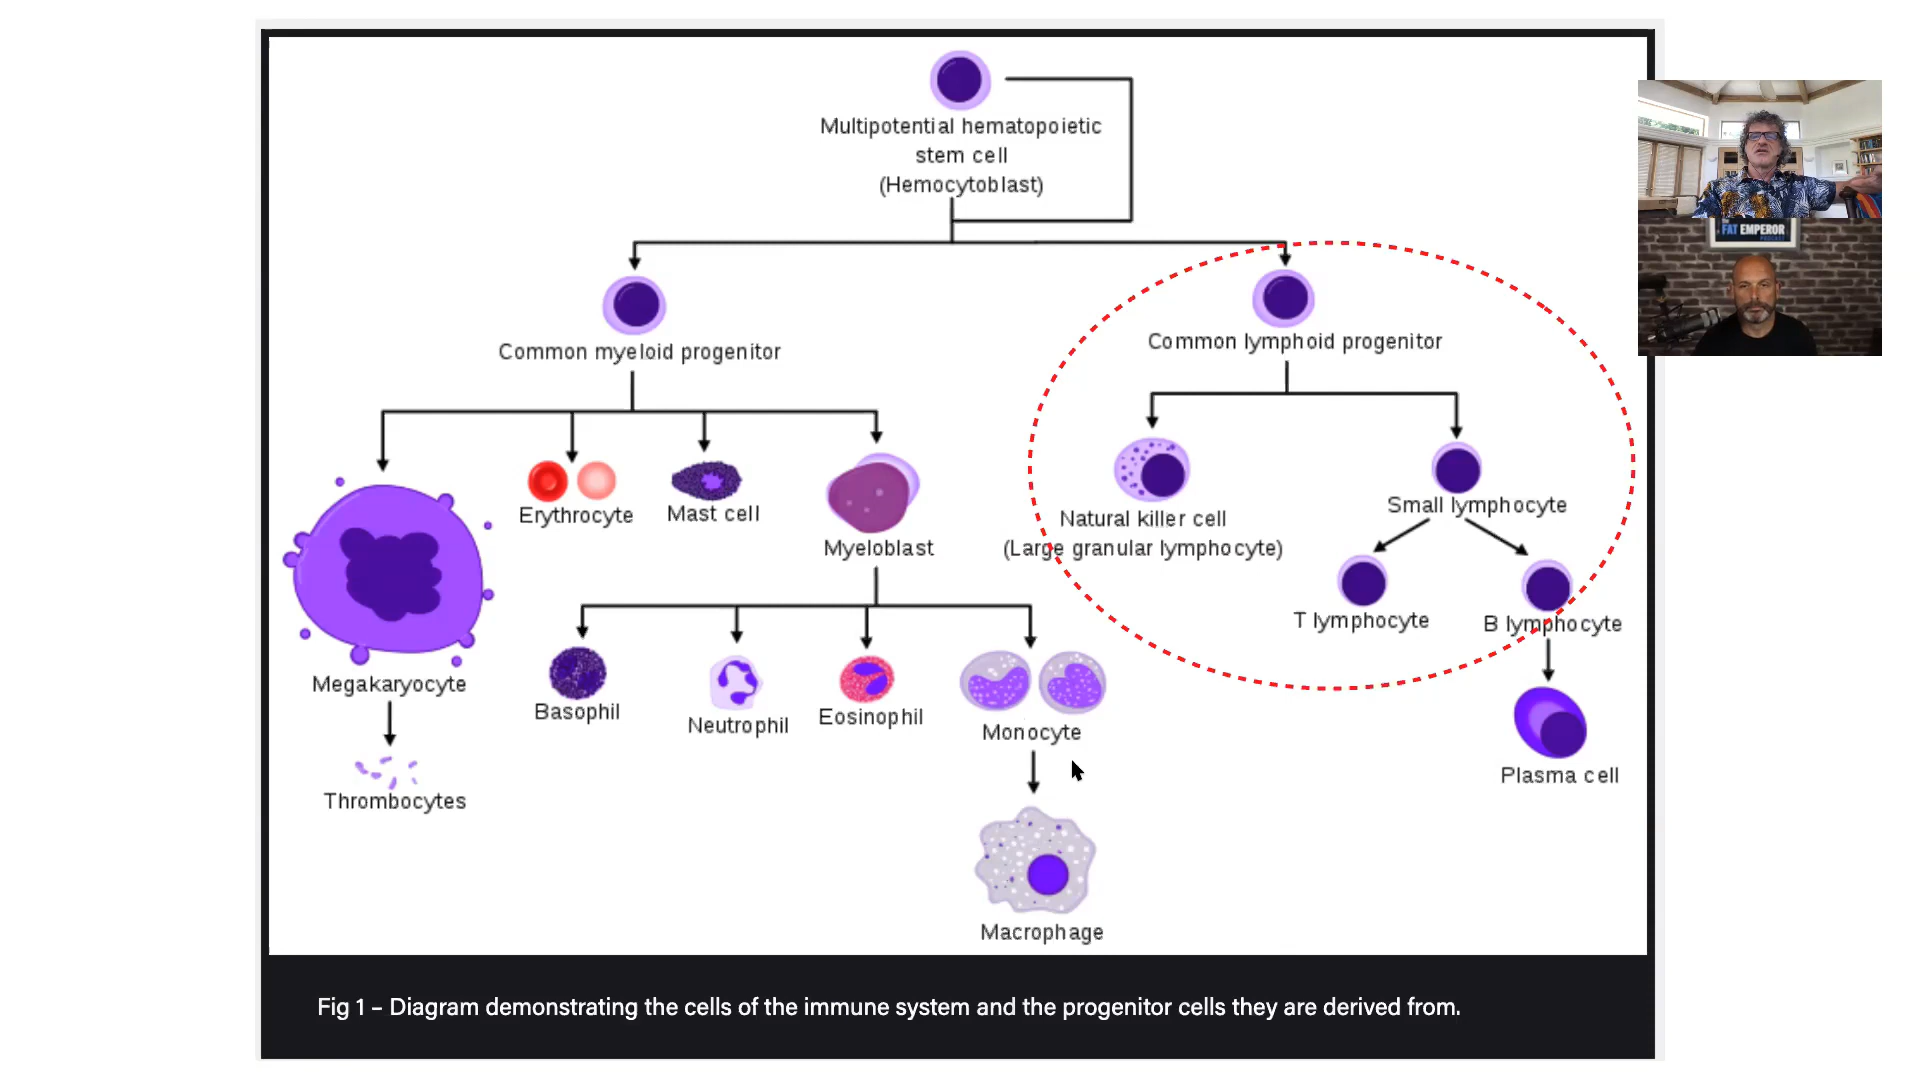 Multipotential hematopoietic
stem cell
(Hemocytoblast)
FAT EMPEROR
PODCAST
Common myeloid progenitor
Common lymphoid progenitor
Erythrocyte
Mast cell
Myeloblast
Natural killer cell
(Large granular lymphocyte)
Small lymphocyte
T lymphocyte
B lymphocyte
Megakaryocyte
Basophil
Neutrophil
Eosinophil
Monocyte
Plasma cell
Thrombocytes
Macrophage
Fig 1 – Diagram demonstrating the cells of the immune system and the progenitor cells they are derived from.